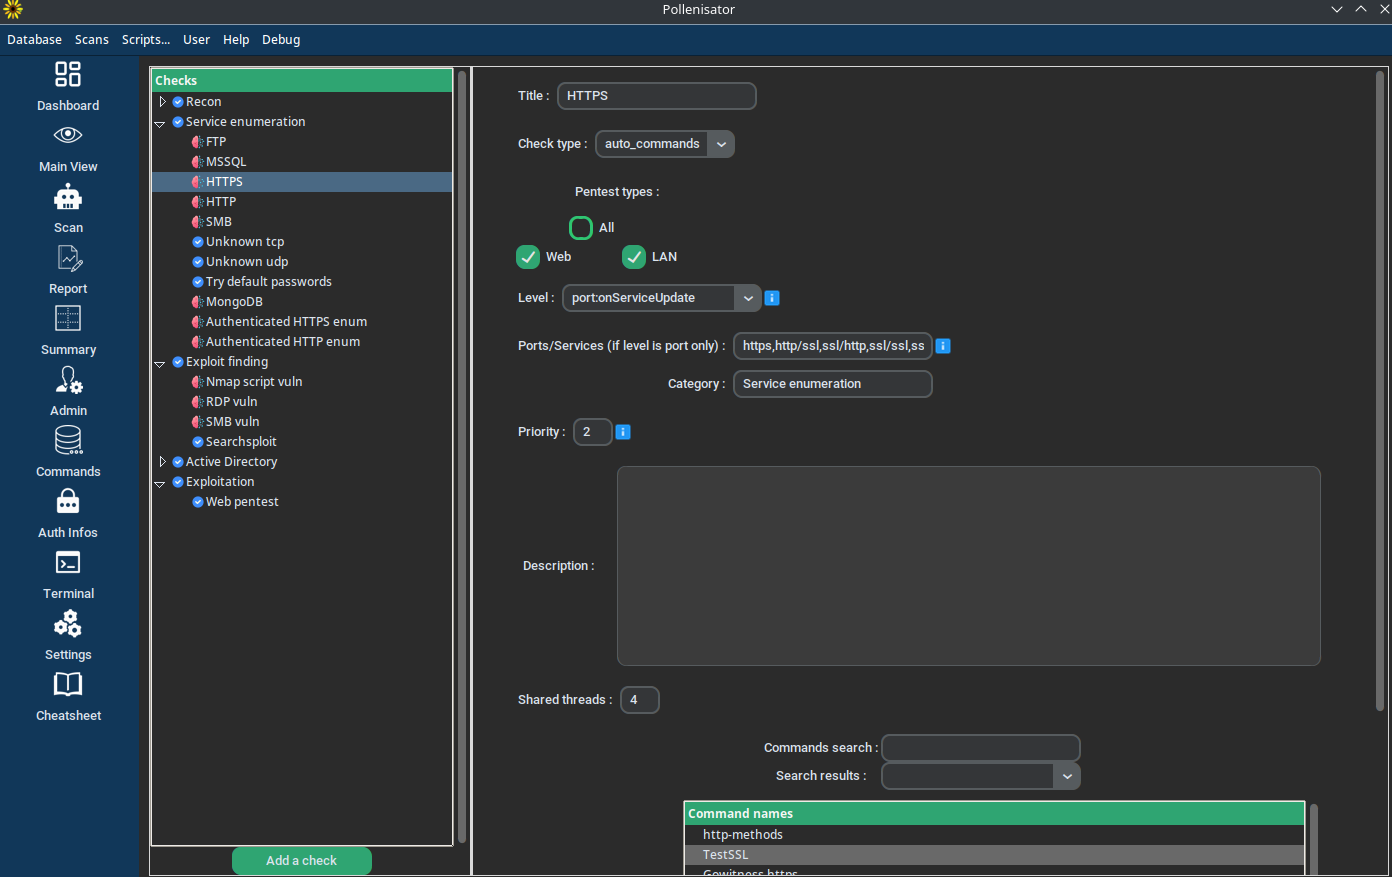 Pollenisator
Database Scans Scripts... User Help Debug
Dashboard
Main View
Scan
Report
Summary
Admin
Commands
Auth Infos
Terminal
Settings
Cheatsheet
Checks
Recon
Service enumeration
FTP
MSSQL
HTTPS
HTTP
SMB
Unknown tcp
Unknown udp
Try default passwords
MongoDB
Authenticated HTTPS enum
Authenticated HTTP enum
Exploit finding
Nmap script vuln
RDP vuln
SMB vuln
Searchsploit
Active Directory
Exploitation
Web pentest
Add a check
Title : HTTPS
Check type : auto_commands
Pentest types :
All
Web LAN
Level : port:onServiceUpdate i
Ports/Services (if level is port only) : https,http/ssl,ssl/http,ssl/ssl,ss i
Category : Service enumeration
Priority : 2 i
Description :
Shared threads : 4
Commands search :
Search results :
Command names
http-methods
TestSSL
Gowitness https